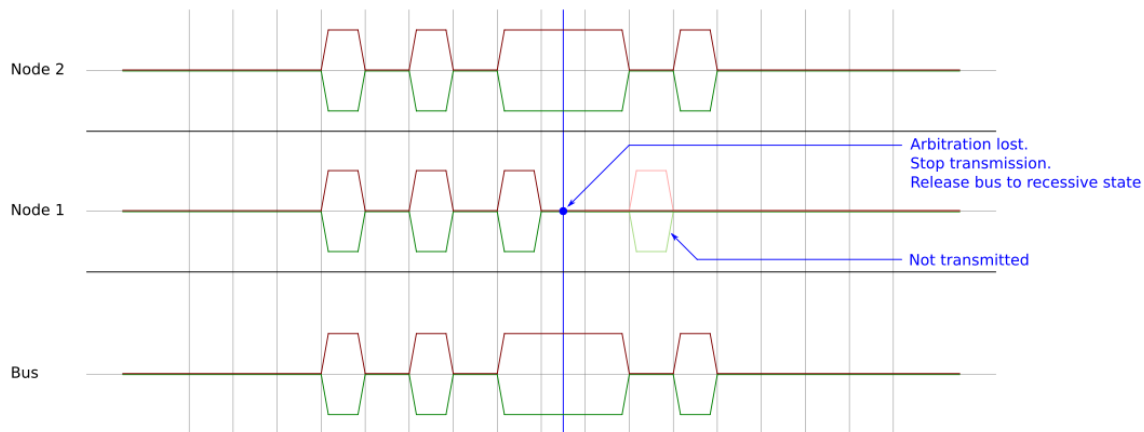 Node 2
Arbitration lost.
Stop transmission.
Release bus to recessive state
Node 1
Not transmitted
Bus